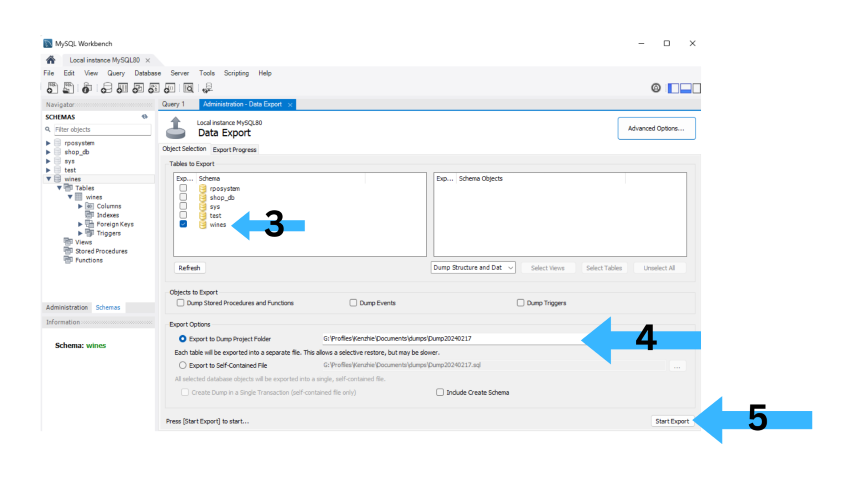 MySQL Workbench
Local instance MySQL80 ×
File Edit View Query Database Server Tools Scripting Help
Navigator
SCHEMAS
Filter objects
rposystem
shop_db
sys
test
wines
Tables
wines
Columns
Indexes
Foreign Keys
Triggers
Views
Stored Procedures
Functions
Administration Schemas
Information
Schema: wines
Query 1 Administration - Data Export ×
Local instance MySQL80
Data Export
Advanced Options...
Object Selection Export Progress
Tables to Export
Exp... Schema
rposystem
shop_db
sys
test
wines
3
Exp... Schema Objects
Refresh
Dump Structure and Dat
Select Views
Select Tables
Unselect All
Objects to Export
Dump Stored Procedures and Functions
Dump Events
Dump Triggers
Export Options
Export to Dump Project Folder
G:\Profiles\Kenzhie\Documents\dumps\Dump20240217
4
Each table will be exported into a separate file. This allows a selective restore, but may be slower.
Export to Self-Contained File
G:\Profiles\Kenzhie\Documents\dumps\Dump20240217.sql
...
All selected database objects will be exported into a single, self-contained file.
Create Dump in a Single Transaction (self-contained file only)
Include Create Schema
Press [Start Export] to start...
Start Export
5